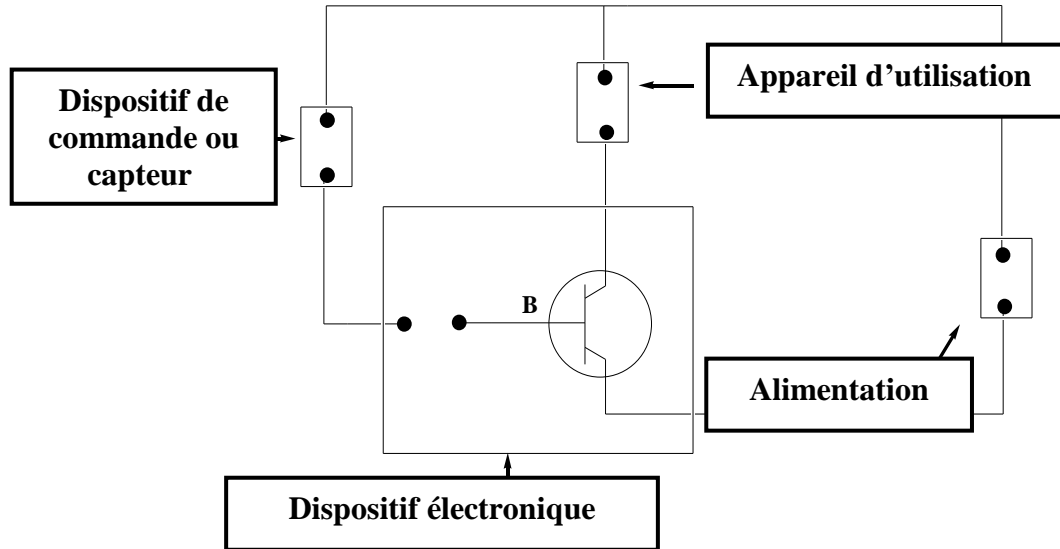 Appareil d’utilisation
Dispositif de
commande ou
capteur
B
Alimentation
Dispositif électronique